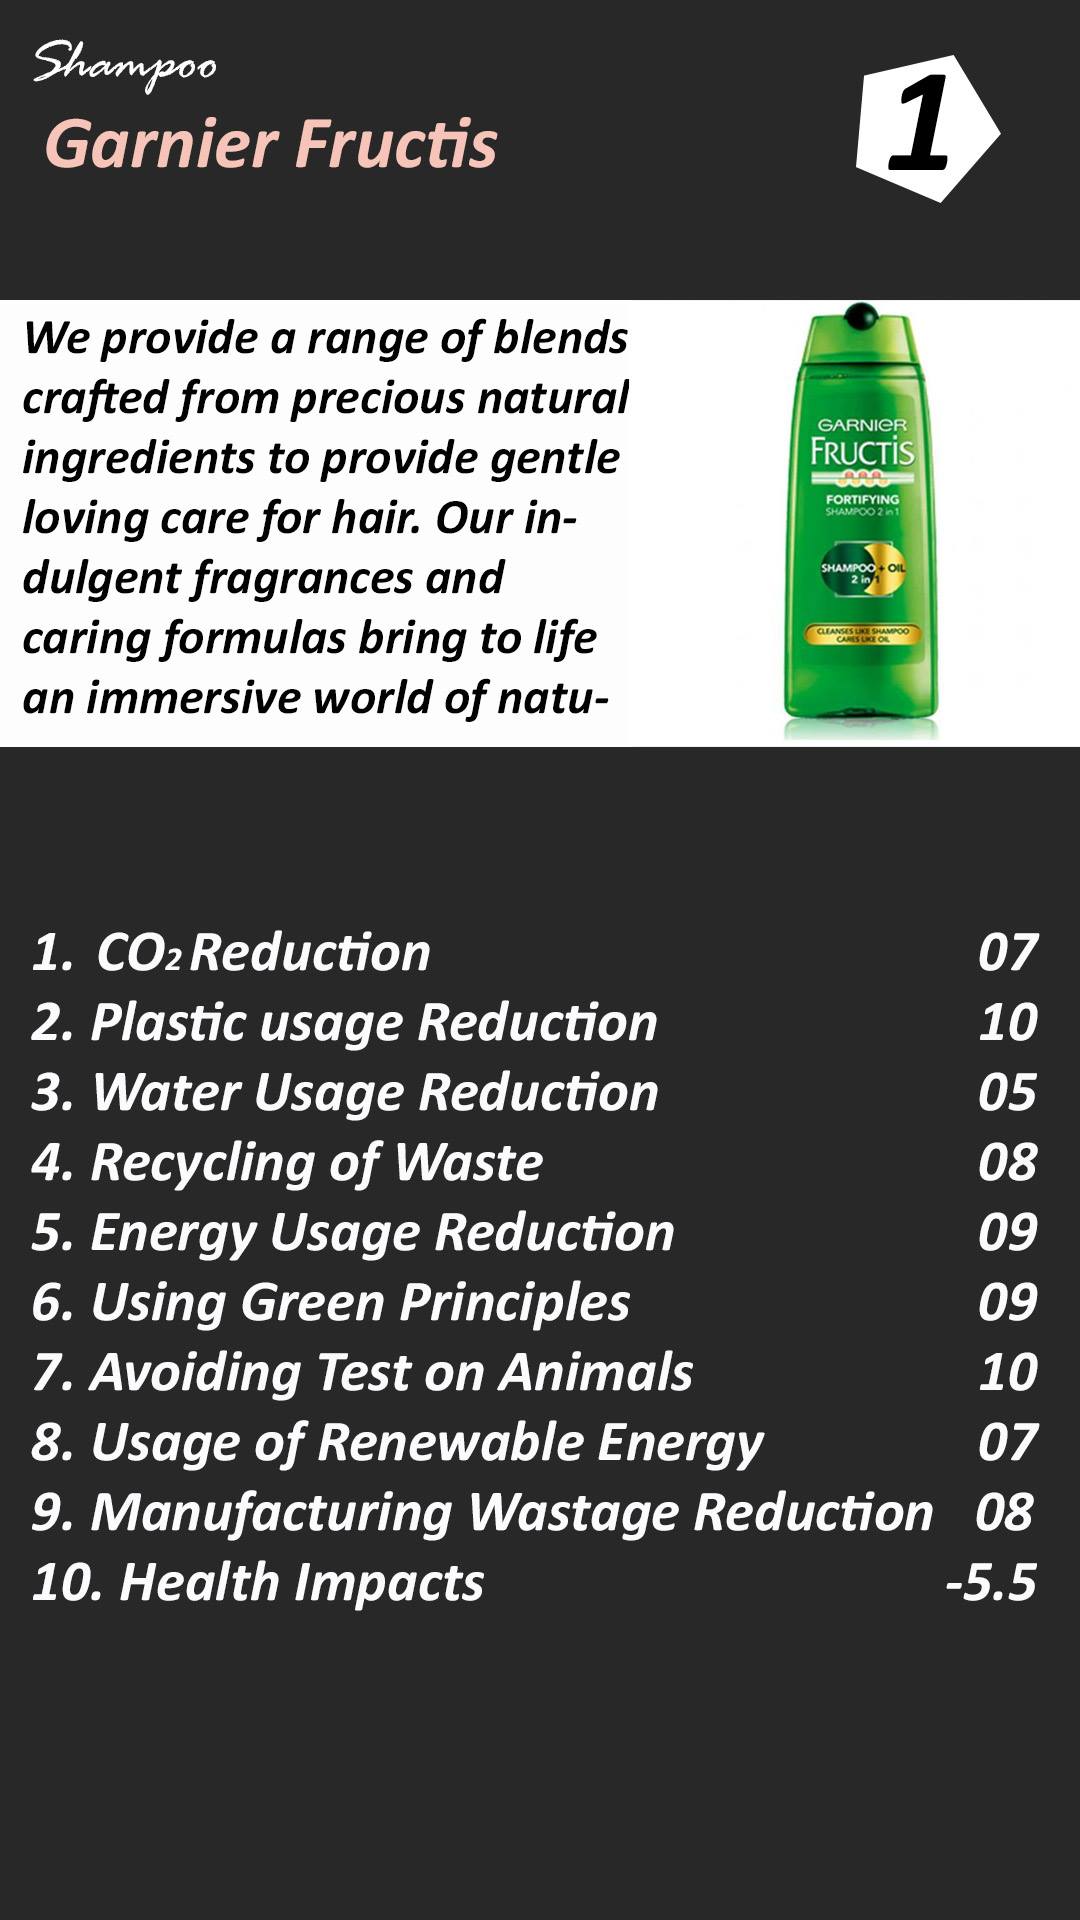 Shampoo
Garnier Fructis
1
We provide a range of blends
crafted from precious natural
ingredients to provide gentle
loving care for hair. Our in-
dulgent fragrances and
caring formulas bring to life
an immersive world of natu-
GARNIER
FRUCTIS
FORTIFYING
SHAMPOO 2 in 1
SHAMPOO + OIL
2 in 1
CLEANSES LIKE SHAMPOO
CARES LIKE OIL
1. CO2 Reduction 07
2. Plastic usage Reduction 10
3. Water Usage Reduction 05
4. Recycling of Waste 08
5. Energy Usage Reduction 09
6. Using Green Principles 09
7. Avoiding Test on Animals 10
8. Usage of Renewable Energy 07
9. Manufacturing Wastage Reduction 08
10. Health Impacts -5.5